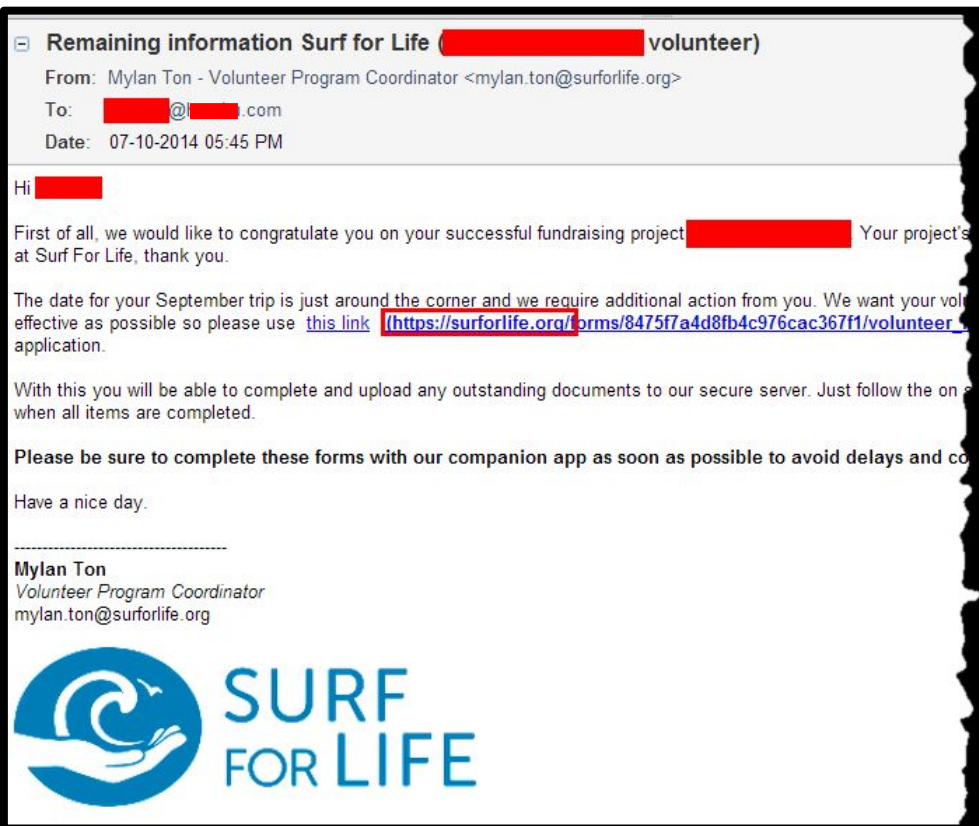 Remaining information Surf for Life ( volunteer)
From: Mylan Ton - Volunteer Program Coordinator <mylan.ton@surforlife.org>
To: @ .com
Date: 07-10-2014 05:45 PM
Hi
First of all, we would like to congratulate you on your successful fundraising project . Your project's
at Surf For Life, thank you.
The date for your September trip is just around the corner and we require additional action from you. We want your
effective as possible so please use this link (https://surforlife.org/forms/8475f7a4d8fb4c976cac367f1/volunteer_
application.
With this you will be able to complete and upload any outstanding documents to our secure server. Just follow the on
when all items are completed.
Please be sure to complete these forms with our companion app as soon as possible to avoid delays and
Have a nice day.
--------------------------------------
Mylan Ton
Volunteer Program Coordinator
mylan.ton@surforlife.org
SURF
FOR LIFE